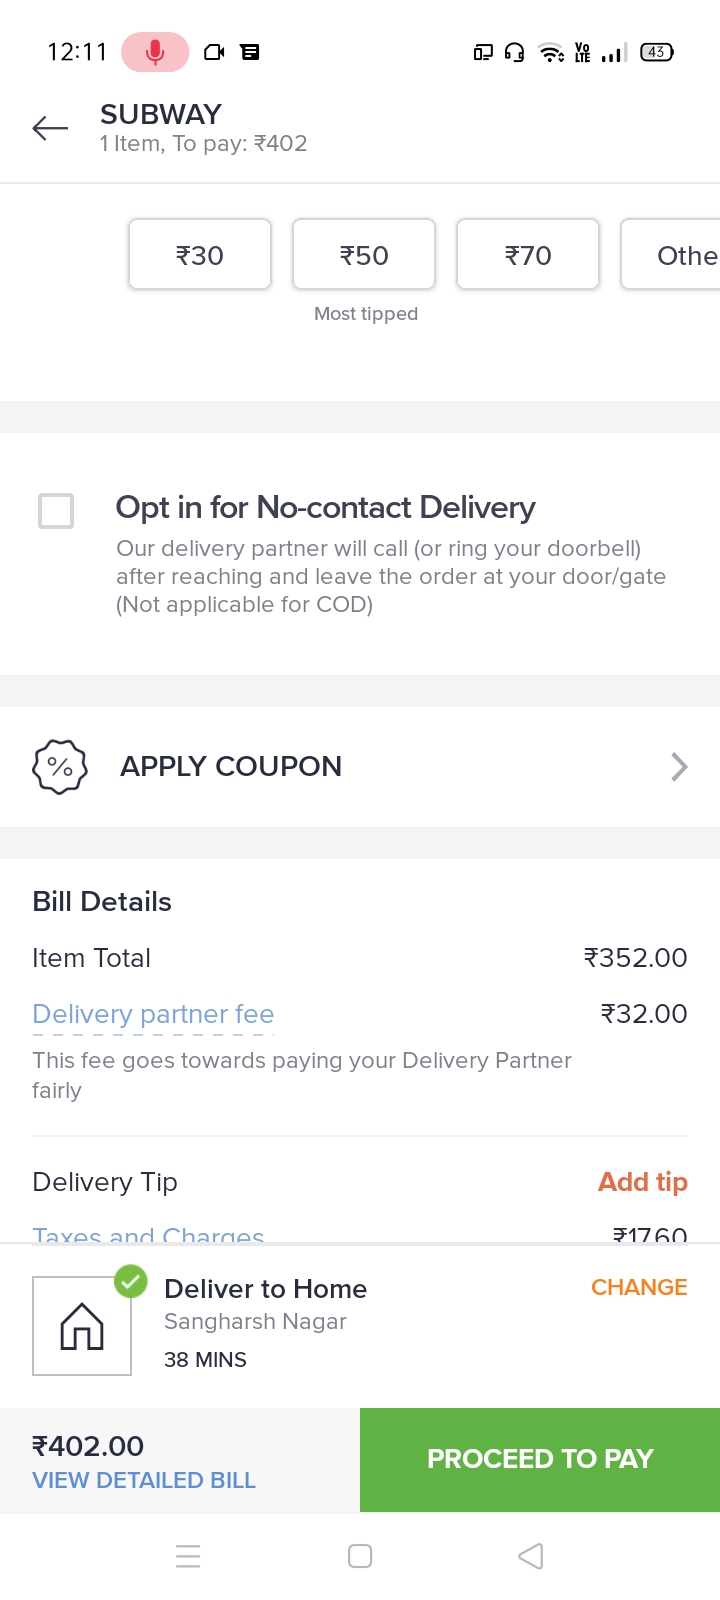 12:11
VO
LTE
43
SUBWAY
1 Item, To pay: ₹402
₹30
₹50
₹70
Othe
Most tipped
Opt in for No-contact Delivery
Our delivery partner will call (or ring your doorbell)
after reaching and leave the order at your door/gate
(Not applicable for COD)
%
APPLY COUPON
Bill Details
Item Total ₹352.00
Delivery partner fee ₹32.00
This fee goes towards paying your Delivery Partner
fairly
Delivery Tip Add tip
Taxes and Charges ₹17.60
Deliver to Home CHANGE
Sangharsh Nagar
38 MINS
₹402.00
VIEW DETAILED BILL
PROCEED TO PAY